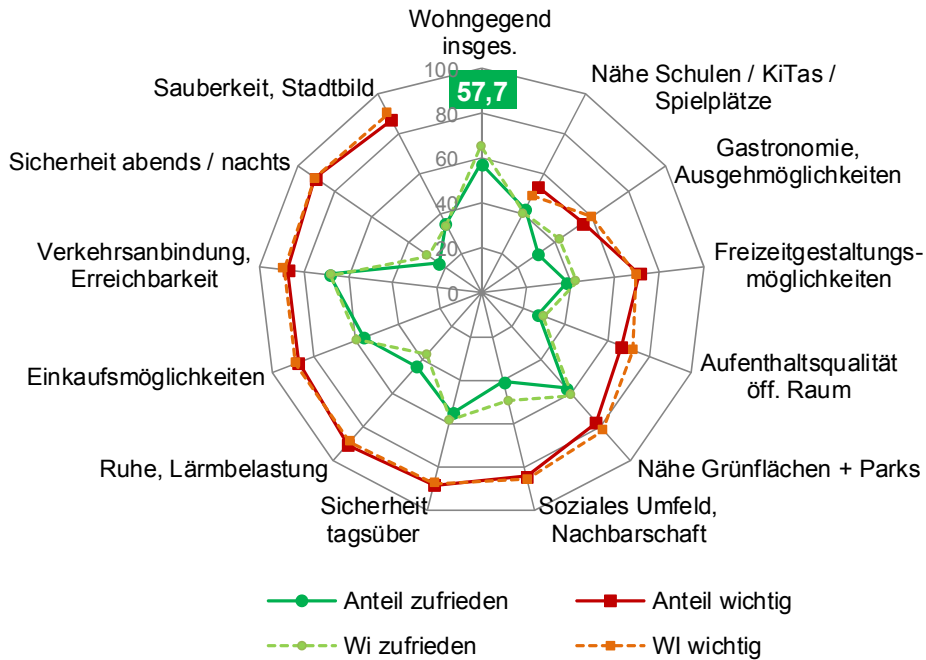 Wohngegend
insges.
100
57,7
80
60
40
20
0
Nähe Schulen / KiTas /
Spielplätze
Gastronomie,
Ausgehmöglichkeiten
Freizeitgestaltungs-
möglichkeiten
Aufenthaltsqualität
öff. Raum
Nähe Grünflächen + Parks
Soziales Umfeld,
Nachbarschaft
Sicherheit
tagsüber
Ruhe, Lärmbelastung
Einkaufsmöglichkeiten
Verkehrsanbindung,
Erreichbarkeit
Sicherheit abends / nachts
Sauberkeit, Stadtbild
Anteil zufrieden
Anteil wichtig
Wi zufrieden
WI wichtig